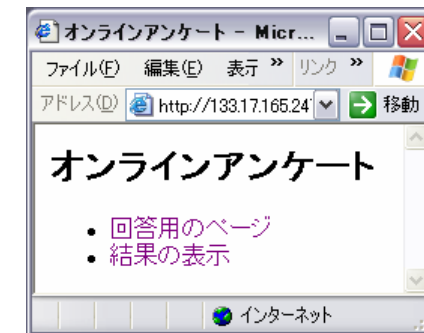 オンラインアンケート - Micr...
ファイル(F) 編集(E) 表示 » リンク »
アドレス(D) http://133.17.165.24 移動
オンラインアンケート
回答用のページ
結果の表示
インターネット